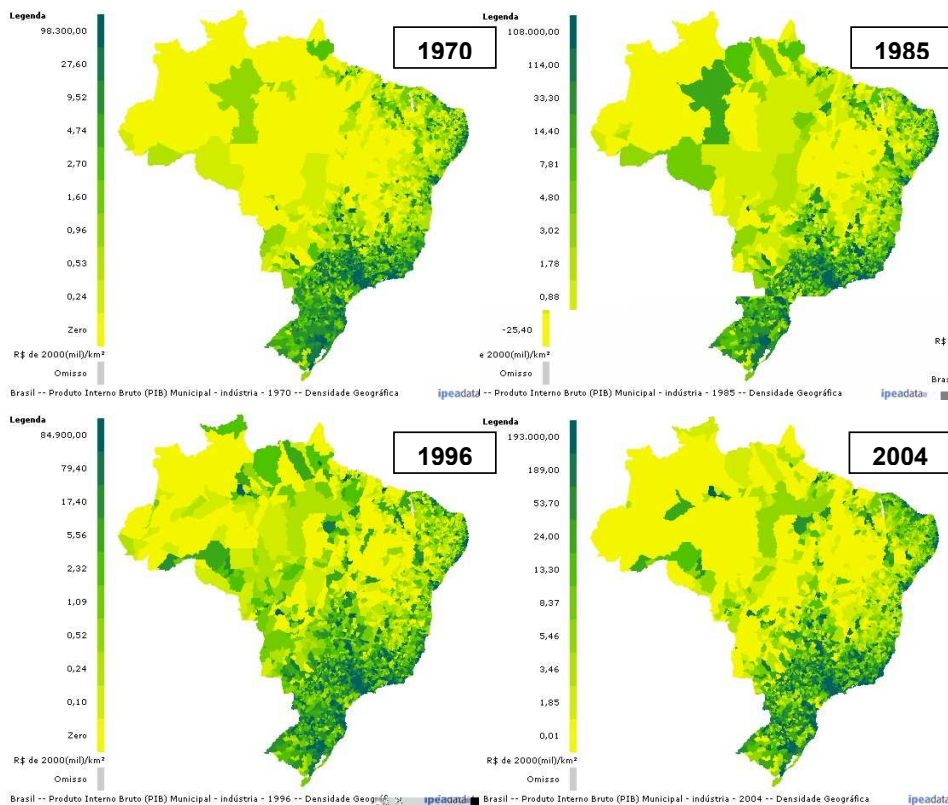 Legenda
98.300,00
1970
27,60
9,52
4,74
2,70
1,60
0,96
0,53
0,24
Zero
R$ de 2000(mil)/km²
Omisso
Brasil -- Produto Interno Bruto (PIB) Municipal - indústria - 1970 -- Densidade Geográfica
ipeadata
Legenda
108.000,00
1985
114,00
33,30
14,40
7,81
4,80
3,02
1,78
0,88
-25,40
R$
e 2000(mil)/km²
Omisso
Bras
l -- Produto Interno Bruto (PIB) Municipal - indústria - 1985 -- Densidade Geográfica
ipeadata
Legenda
84.900,00
1996
79,40
17,40
5,56
2,32
1,09
0,52
0,24
0,10
Zero
R$ de 2000(mil)/km²
Omisso
Brasil -- Produto Interno Bruto (PIB) Municipal - indústria - 1996 -- Densidade Geográfi
ipeadata
Legenda
193.000,00
2004
189,00
53,70
24,00
13,30
8,37
5,46
3,46
1,85
0,01
R$ de 2000(mil)/km²
Omisso
Brasil -- Produto Interno Bruto (PIB) Municipal - indústria - 2004 -- Densidade Geográfica
ipeada